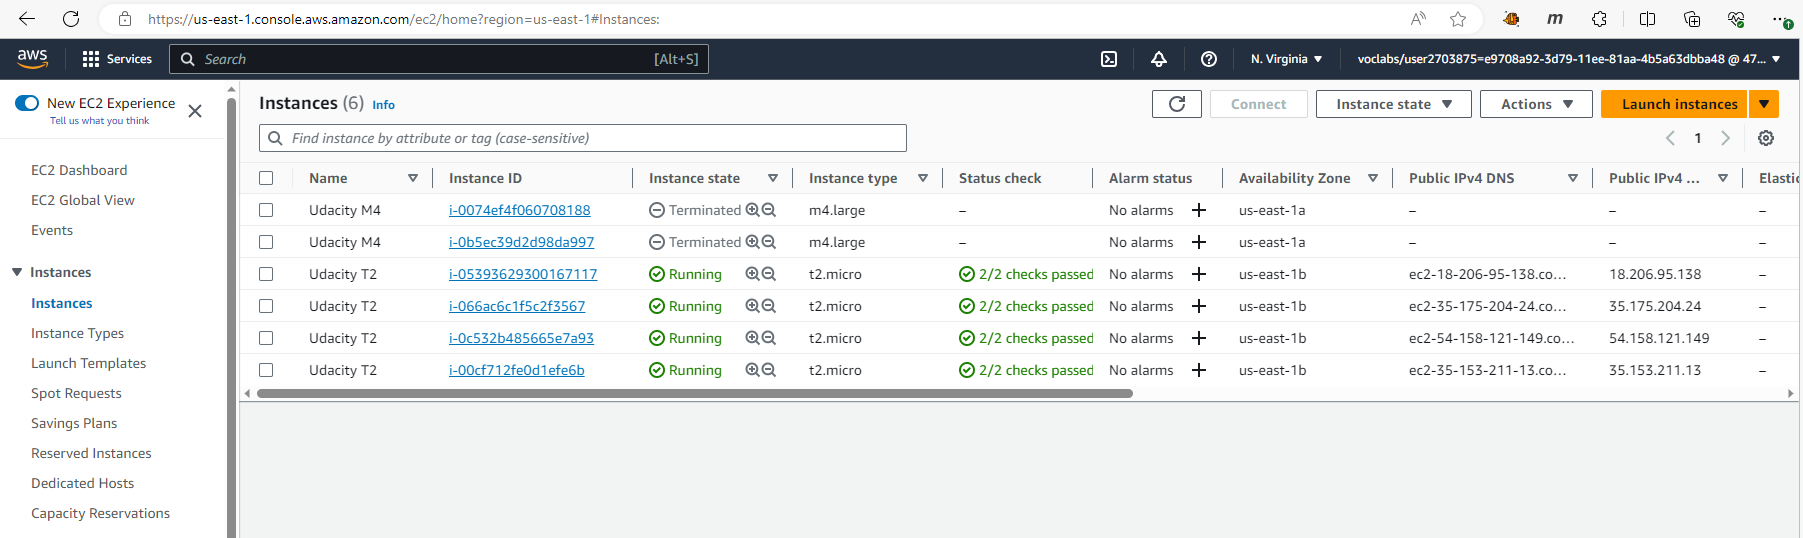 https://us-east-1.console.aws.amazon.com/ec2/home?region=us-east-1#Instances:
aws Services Search [Alt+S] N. Virginia voclabs/user2703875=e9708a92-3d79-11ee-81aa-4b5a63dbba48 @ 47...
New EC2 Experience
Tell us what you think
EC2 Dashboard
EC2 Global View
Events
Instances
Instances
Instance Types
Launch Templates
Spot Requests
Savings Plans
Reserved Instances
Dedicated Hosts
Capacity Reservations
Instances (6) Info Connect Instance state Actions Launch instances
Find instance by attribute or tag (case-sensitive) 1
Name Instance ID Instance state Instance type Status check Alarm status Availability Zone Public IPv4 DNS Public IPv4 ... Elastic
Udacity M4 i-0074ef4f060708188 Terminated m4.large – No alarms us-east-1a – – –
Udacity M4 i-0b5ec39d2d98da997 Terminated m4.large – No alarms us-east-1a – – –
Udacity T2 i-05393629300167117 Running t2.micro 2/2 checks passed No alarms us-east-1b ec2-18-206-95-138.co... 18.206.95.138 –
Udacity T2 i-066ac6c1f5c2f3567 Running t2.micro 2/2 checks passed No alarms us-east-1b ec2-35-175-204-24.co... 35.175.204.24 –
Udacity T2 i-0c532b485665e7a93 Running t2.micro 2/2 checks passed No alarms us-east-1b ec2-54-158-121-149.co... 54.158.121.149 –
Udacity T2 i-00cf712fe0d1efe6b Running t2.micro 2/2 checks passed No alarms us-east-1b ec2-35-153-211-13.co... 35.153.211.13 –